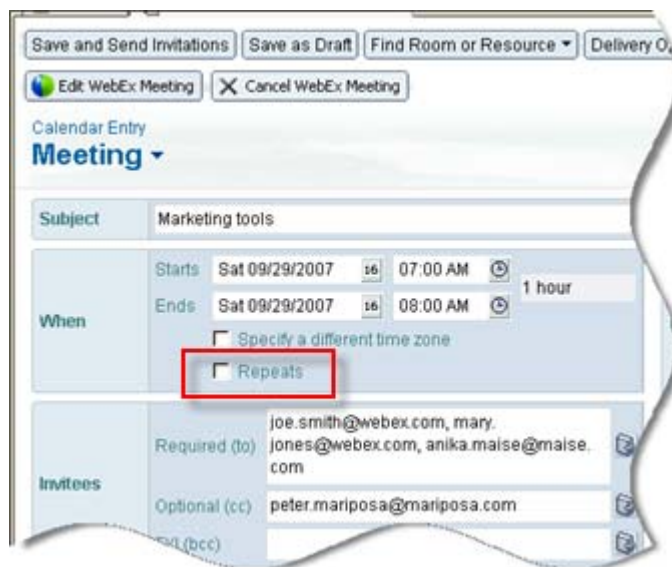 Save and Send Invitations Save as Draft Find Room or Resource Delivery
Edit WebEx Meeting Cancel WebEx Meeting
Calendar Entry
Meeting
Subject Marketing tools
Starts Sat 09/29/2007 16 07:00 AM
1 hour
Ends Sat 09/29/2007 16 08:00 AM
When
Specify a different time zone
Repeats
joe.smith@webex.com, mary.
Required (to) jones@webex.com, anika.maise@maise.
com
Invitees
Optional (cc) peter.mariposa@mariposa.com
(bcc)